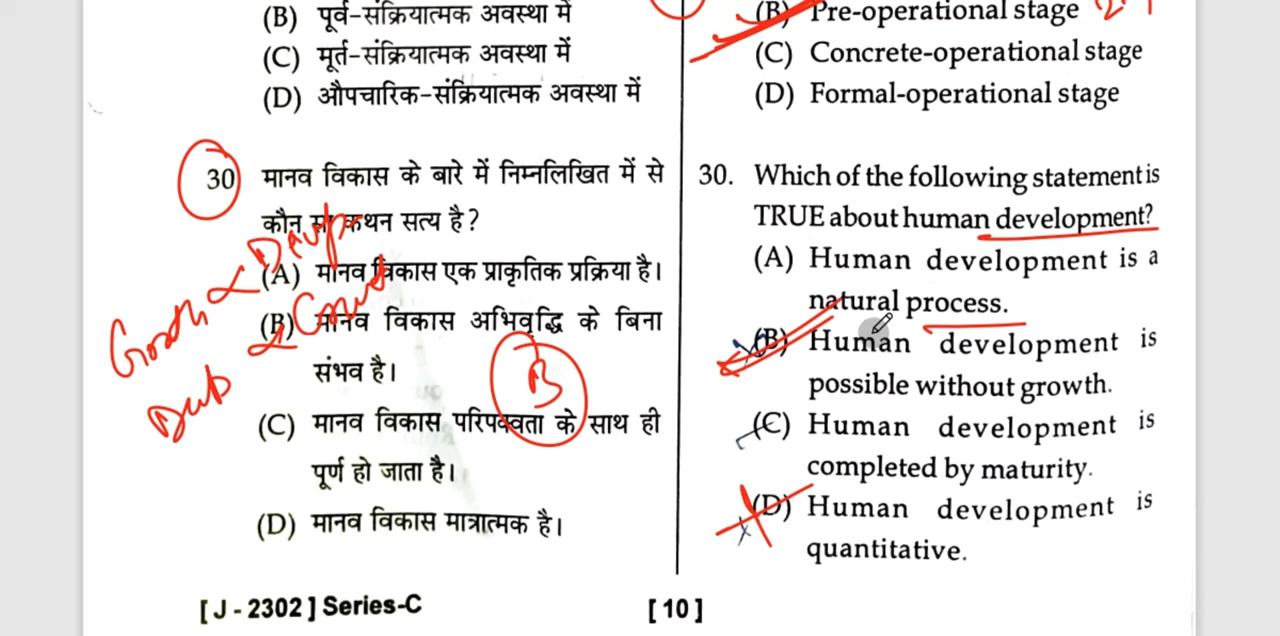 (B) पूर्व-संक्रियात्मक अवस्था में
(C) मूर्त-संक्रियात्मक अवस्था में
(D) औपचारिक-संक्रियात्मक अवस्था में
30 मानव विकास के बारे में निम्नलिखित में से
कौन सा कथन सत्य है?
(A) मानव विकास एक प्राकृतिक प्रक्रिया है।
(B) मानव विकास अभिवृद्धि के बिना
संभव है।
(C) मानव विकास परिपक्वता के साथ ही
पूर्ण हो जाता है।
(D) मानव विकास मात्रात्मक है।
B
(B) Pre-operational stage
(C) Concrete-operational stage
(D) Formal-operational stage
30. Which of the following statement is
TRUE about human development?
(A) Human development is a
natural process.
(B) Human development is
possible without growth.
(C) Human development is
completed by maturity.
(D) Human development is
quantitative.
[ J - 2302 ] Series-C
[ 10 ]